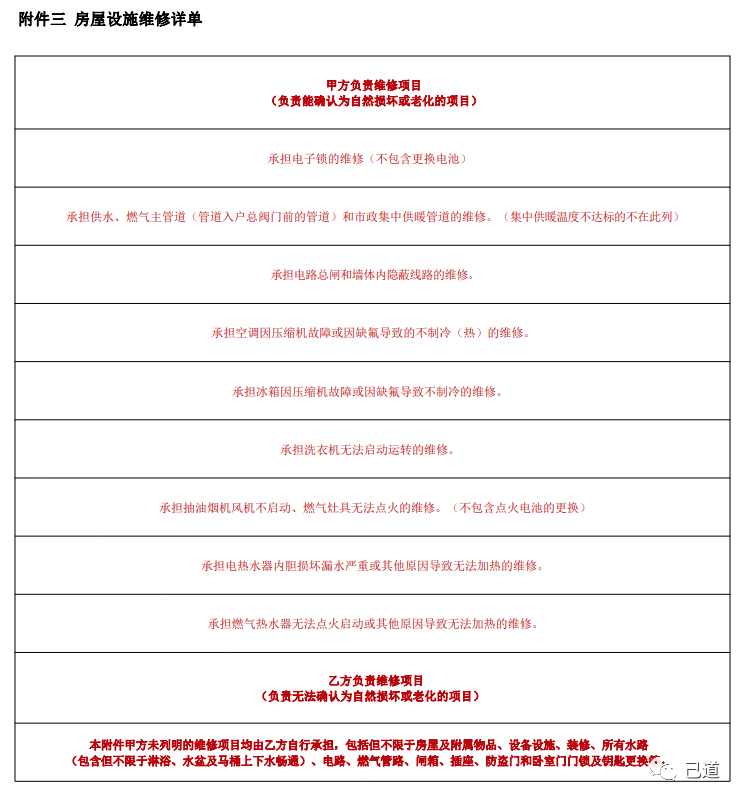 附件三 房屋设施维修详单
甲方负责维修项目
（负责能确认为自然损坏或老化的项目）
承担电子锁的维修（不包含更换电池）
承担供水、燃气主管道（管道入户总阀门前的管道）和市政集中供暖管道的维修。（集中供暖温度不达标的不在此列）
承担电路总闸和墙体内隐蔽线路的维修。
承担空调因压缩机故障或因缺氟导致的不制冷（热）的维修。
承担冰箱因压缩机故障或因缺氟导致不制冷的维修。
承担洗衣机无法启动运转的维修。
承担抽油烟机风机不启动、燃气灶具无法点火的维修。（不包含点火电池的更换）
承担电热水器内胆损坏漏水严重或其他原因导致无法加热的维修。
承担燃气热水器无法点火启动或其他原因导致无法加热的维修。
乙方负责维修项目
（负责无法确认为自然损坏或老化的项目）
本附件甲方未列明的维修项目均由乙方自行承担，包括但不限于房屋及附属物品、设备设施、装修、所有水路
（包含但不限于淋浴、水盆及马桶上下水畅通）、电路、燃气管路、闸箱、插座、防盗门和卧室门门锁及钥匙更换等。
己道